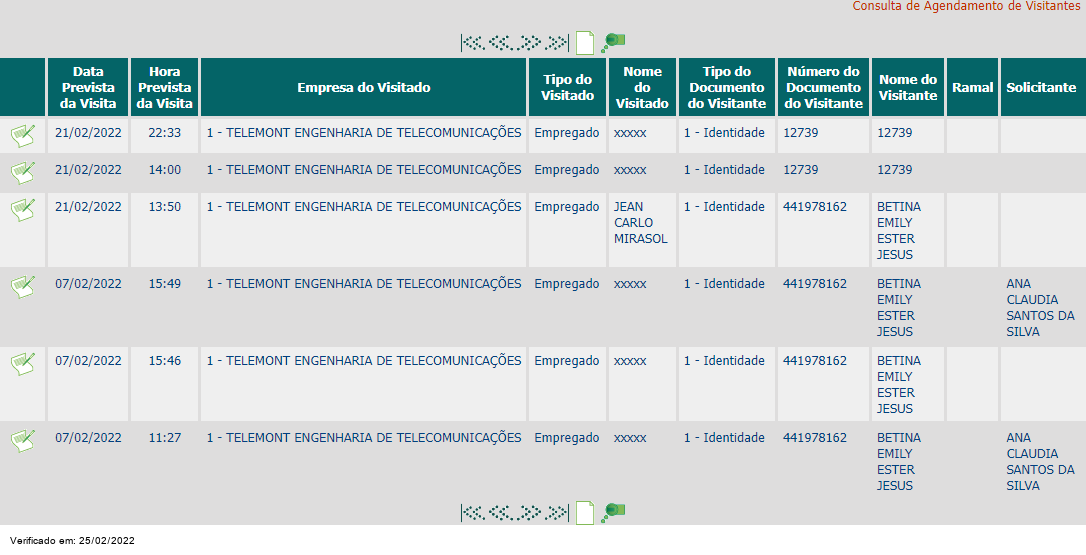 Consulta de Agendamento de Visitantes
Data Prevista da Visita | Hora Prevista da Visita | Empresa do Visitado | Tipo do Visitado | Nome do Visitado | Tipo do Documento do Visitante | Número do Documento do Visitante | Nome do Visitante | Ramal | Solicitante
21/02/2022 22:33 1 - TELEMONT ENGENHARIA DE TELECOMUNICAÇÕES Empregado xxxxx 1 - Identidade 12739 12739
21/02/2022 14:00 1 - TELEMONT ENGENHARIA DE TELECOMUNICAÇÕES Empregado xxxxx 1 - Identidade 12739 12739
21/02/2022 13:50 1 - TELEMONT ENGENHARIA DE TELECOMUNICAÇÕES Empregado JEAN CARLO MIRASOL 1 - Identidade 441978162 BETINA EMILY ESTER JESUS
07/02/2022 15:49 1 - TELEMONT ENGENHARIA DE TELECOMUNICAÇÕES Empregado xxxxx 1 - Identidade 441978162 BETINA EMILY ESTER JESUS ANA CLAUDIA SANTOS DA SILVA
07/02/2022 15:46 1 - TELEMONT ENGENHARIA DE TELECOMUNICAÇÕES Empregado xxxxx 1 - Identidade 441978162 BETINA EMILY ESTER JESUS
07/02/2022 11:27 1 - TELEMONT ENGENHARIA DE TELECOMUNICAÇÕES Empregado xxxxx 1 - Identidade 441978162 BETINA EMILY ESTER JESUS ANA CLAUDIA SANTOS DA SILVA
Verificado em: 25/02/2022